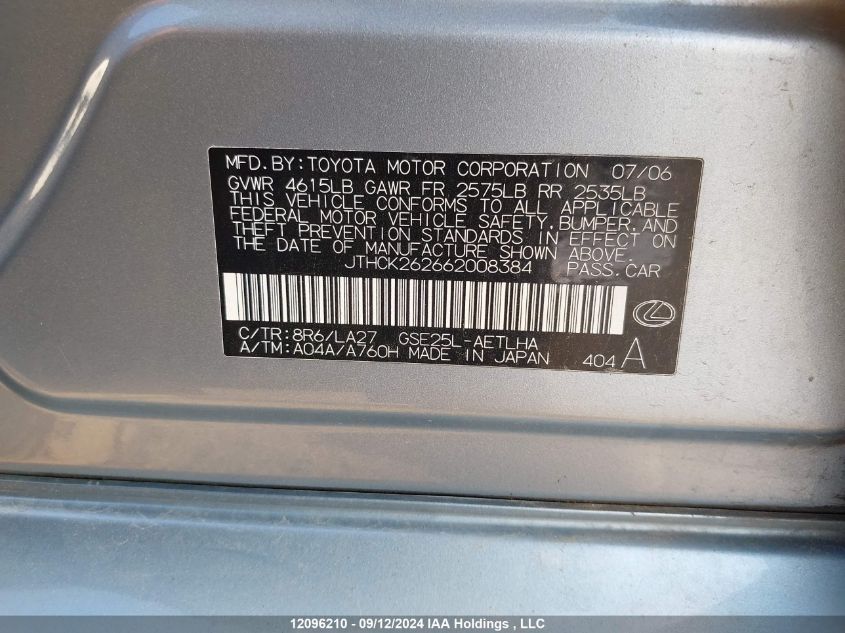 MFD.BY:TOYOTA MOTOR CORPORATION 07/06
GVWR 4615LB GAWR FR 2575LB RR 2535LB
THIS VEHICLE CONFORMS TO ALL APPLICABLE
FEDERAL MOTOR VEHICLE SAFETY,BUMPER,AND
THEFT PREVENTION STANDARDS IN EFFECT ON
THE DATE OF MANUFACTURE SHOWN ABOVE.
JTHCK262662008384 PASS.CAR
C/TR:8R6/LA27 GSE25L-AETLHA
A/TM:A04A/A760H MADE IN JAPAN 404 A
12096210 - 09/12/2024 IAA Holdings , LLC